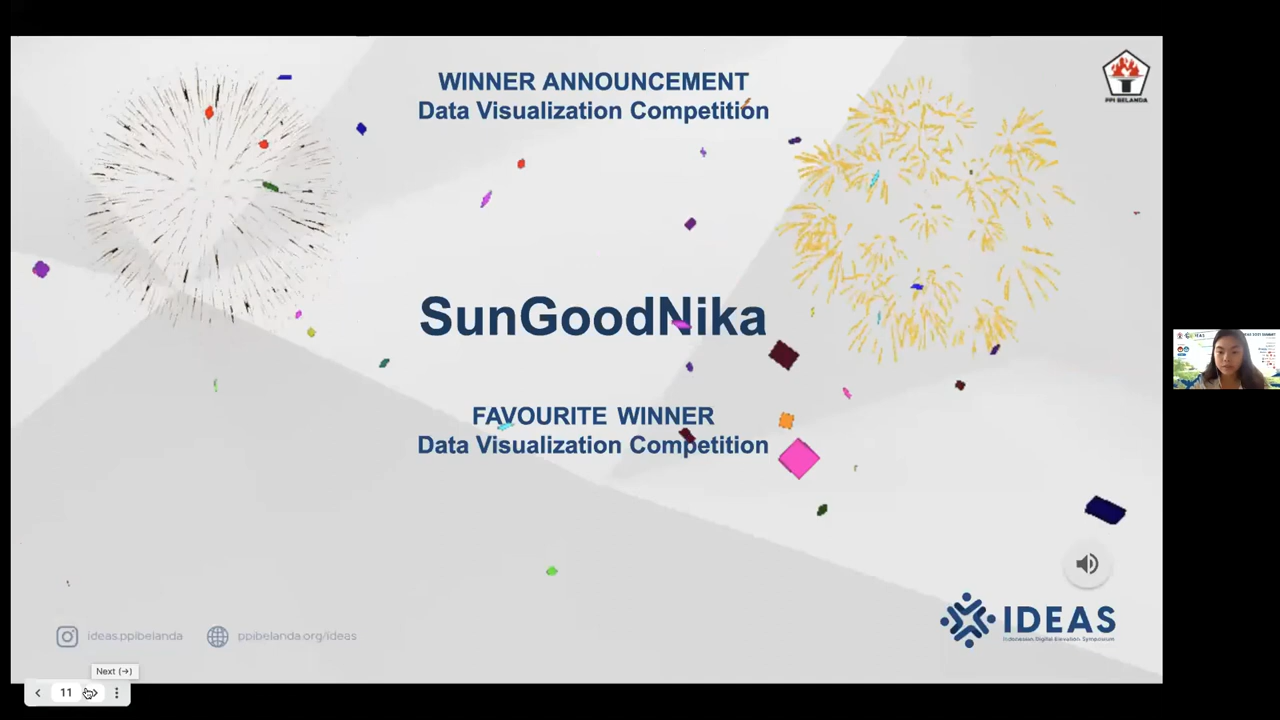 WINNER ANNOUNCEMENT
Data Visualization Competition
PPI BELANDA
SunGoodNika
FAVOURITE WINNER
Data Visualization Competition
IDEAS
Indonesian Digital Elevation Symposium
ideas.ppibelanda
ppibelanda.org/ideas
Next (→)
11